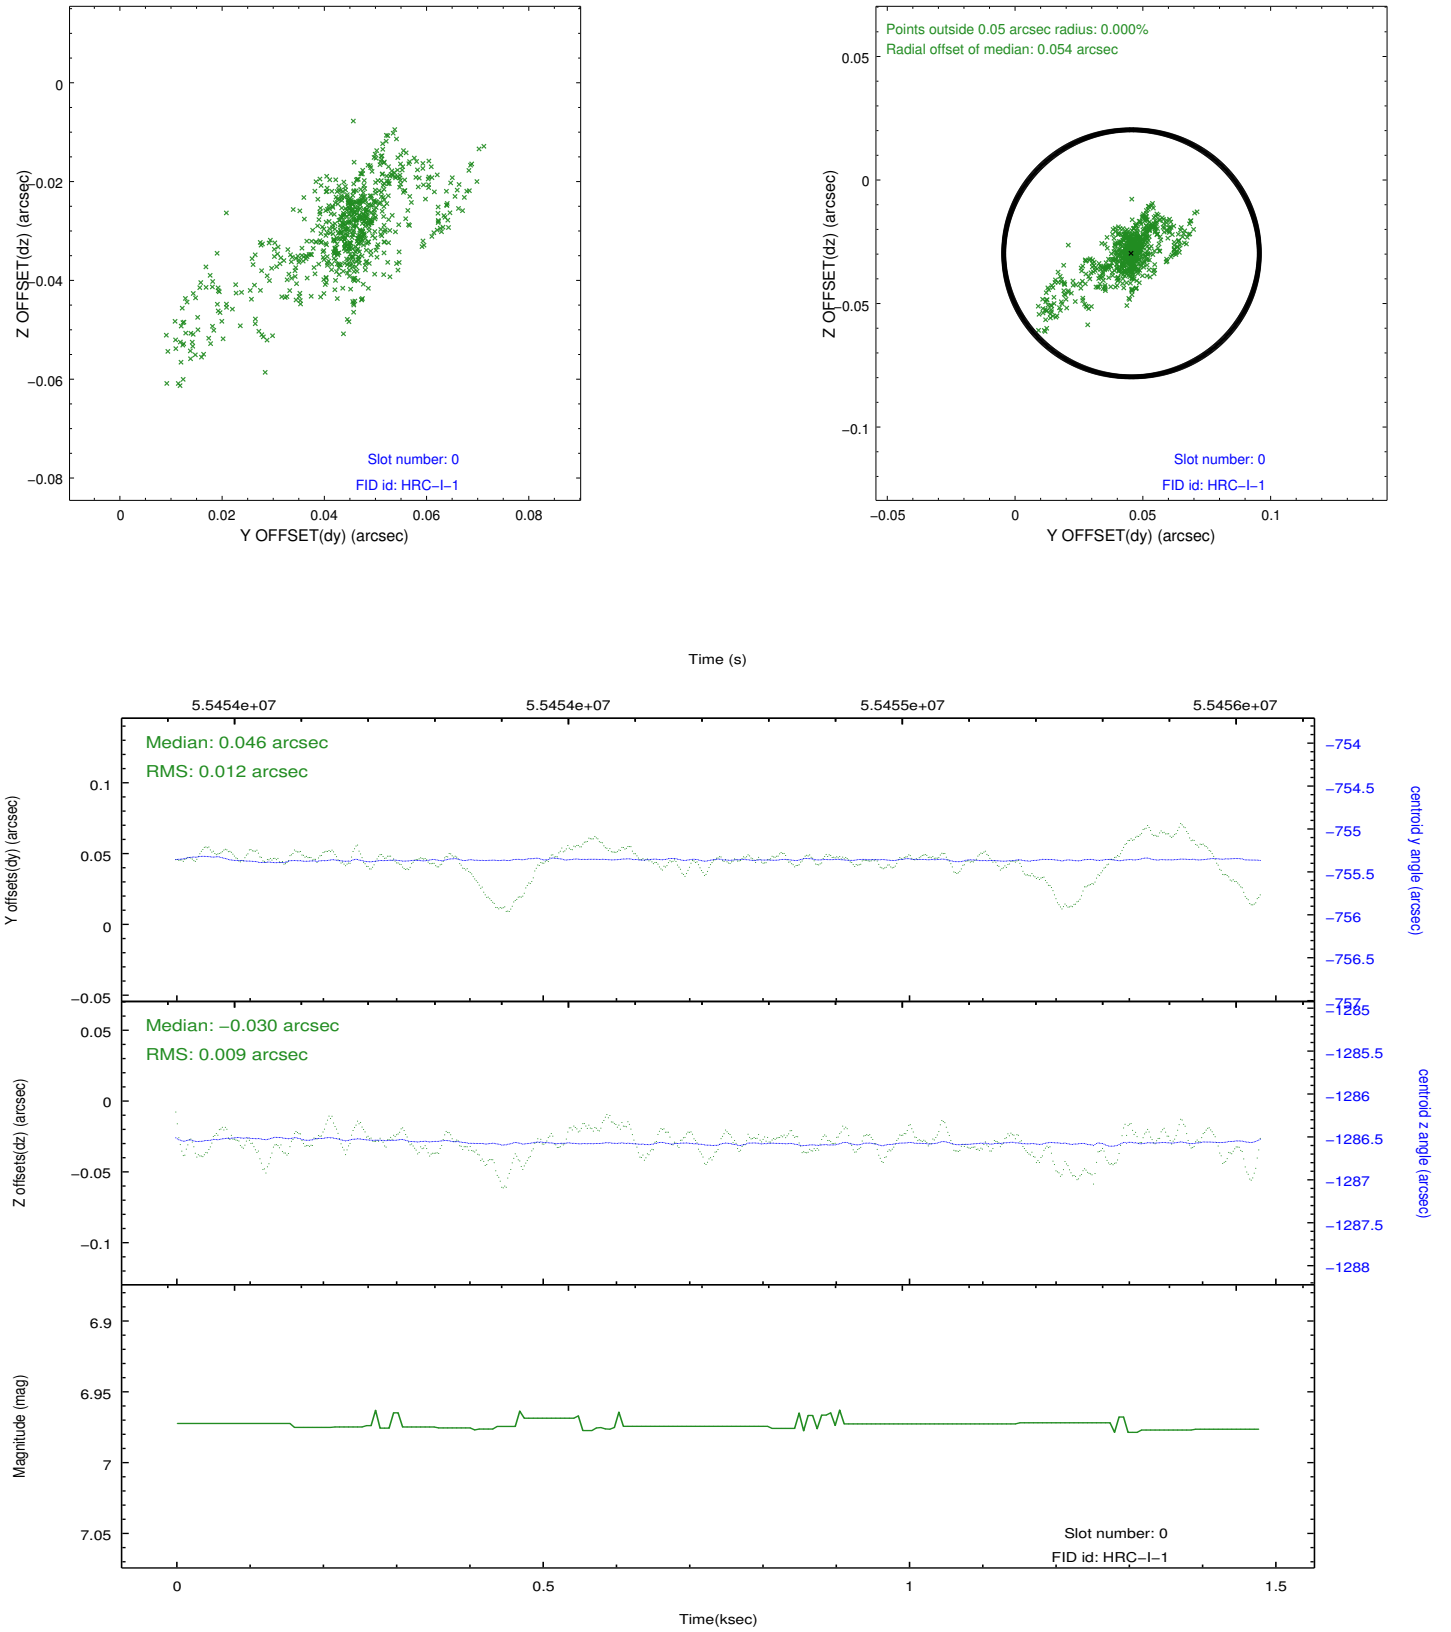 0
−0.02
−0.04
−0.06
−0.08
Z OFFSET(dz) (arcsec)
Slot number: 0
FID id: HRC−I−1
0 0.02 0.04 0.06 0.08
Y OFFSET(dy) (arcsec)
Points outside 0.05 arcsec radius: 0.000%
Radial offset of median: 0.054 arcsec
0.05
0
−0.05
−0.1
Z OFFSET(dz) (arcsec)
Slot number: 0
FID id: HRC−I−1
−0.05 0 0.05 0.1
Y OFFSET(dy) (arcsec)
Time (s)
5.5454e+07 5.5454e+07 5.5455e+07 5.5456e+07
Median: 0.046 arcsec
RMS: 0.012 arcsec
0.1
0.05
0
−0.05
Y offsets(dy) (arcsec)
−754
−754.5
−755
−755.5
−756
−756.5
−757
centroid y angle (arcsec)
Median: −0.030 arcsec
RMS: 0.009 arcsec
0.05
0
−0.05
−0.1
Z offsets(dz) (arcsec)
−1285
−1285.5
−1286
−1286.5
−1287
−1287.5
−1288
centroid z angle (arcsec)
6.9
6.95
7
7.05
Magnitude (mag)
Slot number: 0
FID id: HRC−I−1
0 0.5 1 1.5
Time(ksec)